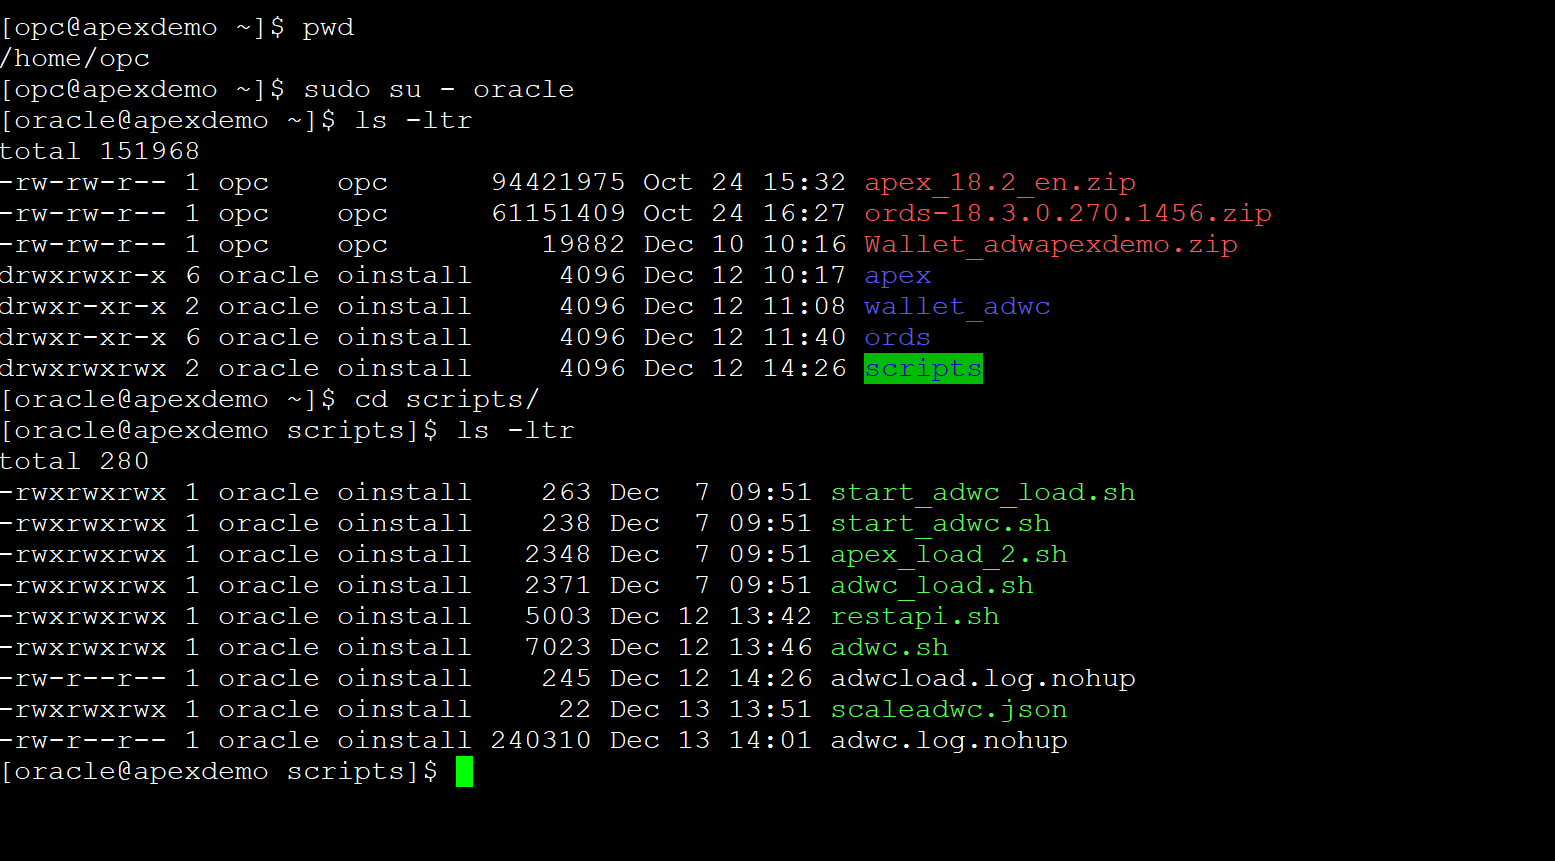 [opc@apexdemo ~]$ pwd
/home/opc
[opc@apexdemo ~]$ sudo su - oracle
[oracle@apexdemo ~]$ ls -ltr
total 151968
-rw-rw-r-- 1 opc    opc      94421975 Oct 24 15:32 apex_18.2_en.zip
-rw-rw-r-- 1 opc    opc      61151409 Oct 24 16:27 ords-18.3.0.270.1456.zip
-rw-rw-r-- 1 opc    opc         19882 Dec 10 10:16 Wallet_adwapexdemo.zip
drwxrwxr-x 6 oracle oinstall     4096 Dec 12 10:17 apex
drwxr-xr-x 2 oracle oinstall     4096 Dec 12 11:08 wallet_adwc
drwxr-xr-x 6 oracle oinstall     4096 Dec 12 11:40 ords
drwxrwxrwx 2 oracle oinstall     4096 Dec 12 14:26 scripts
[oracle@apexdemo ~]$ cd scripts/
[oracle@apexdemo scripts]$ ls -ltr
total 280
-rwxrwxrwx 1 oracle oinstall    263 Dec  7 09:51 start_adwc_load.sh
-rwxrwxrwx 1 oracle oinstall    238 Dec  7 09:51 start_adwc.sh
-rwxrwxrwx 1 oracle oinstall   2348 Dec  7 09:51 apex_load_2.sh
-rwxrwxrwx 1 oracle oinstall   2371 Dec  7 09:51 adwc_load.sh
-rwxrwxrwx 1 oracle oinstall   5003 Dec 12 13:42 restapi.sh
-rwxrwxrwx 1 oracle oinstall   7023 Dec 12 13:46 adwc.sh
-rw-r--r-- 1 oracle oinstall    245 Dec 12 14:26 adwcload.log.nohup
-rwxrwxrwx 1 oracle oinstall     22 Dec 13 13:51 scaleadwc.json
-rw-r--r-- 1 oracle oinstall 240310 Dec 13 14:01 adwc.log.nohup
[oracle@apexdemo scripts]$